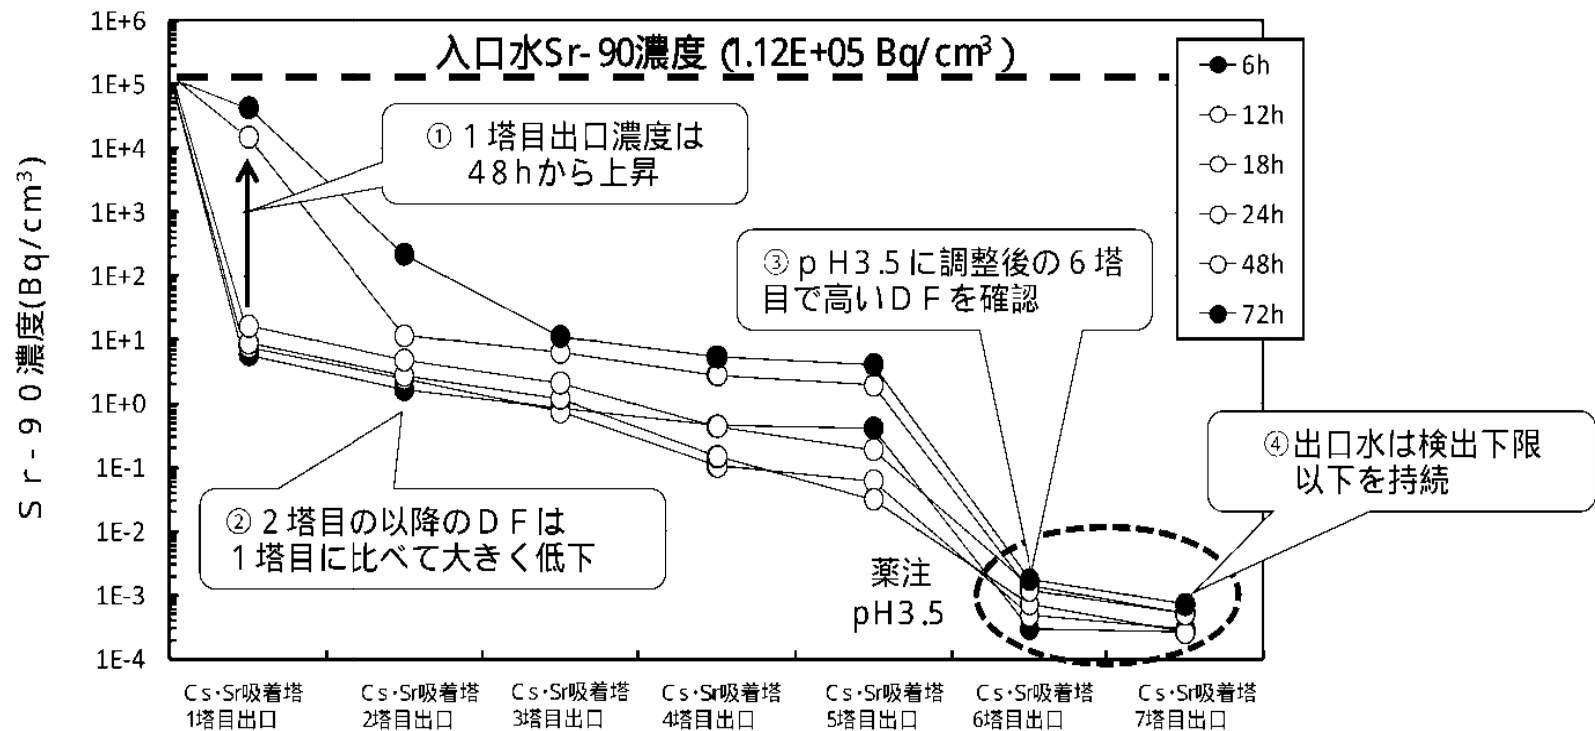 入口水Sr-90濃度 (1.12E+05 Bq/cm³)
Sr-90濃度(Bq/cm³)
1E+6
1E+5
1E+4
1E+3
1E+2
1E+1
1E+0
1E-1
1E-2
1E-3
1E-4
6h
12h
18h
24h
48h
72h
① 1塔目出口濃度は
48hから上昇
③ pH3.5に調整後の6塔
目で高いDFを確認
④出口水は検出下限
以下を持続
② 2塔目の以降のDFは
1塔目に比べて大きく低下
薬注
pH3.5
Cs・Sr吸着塔
1塔目出口
Cs・Sr吸着塔
2塔目出口
Cs・Sr吸着塔
3塔目出口
Cs・Sr吸着塔
4塔目出口
Cs・Sr吸着塔
5塔目出口
Cs・Sr吸着塔
6塔目出口
Cs・Sr吸着塔
7塔目出口